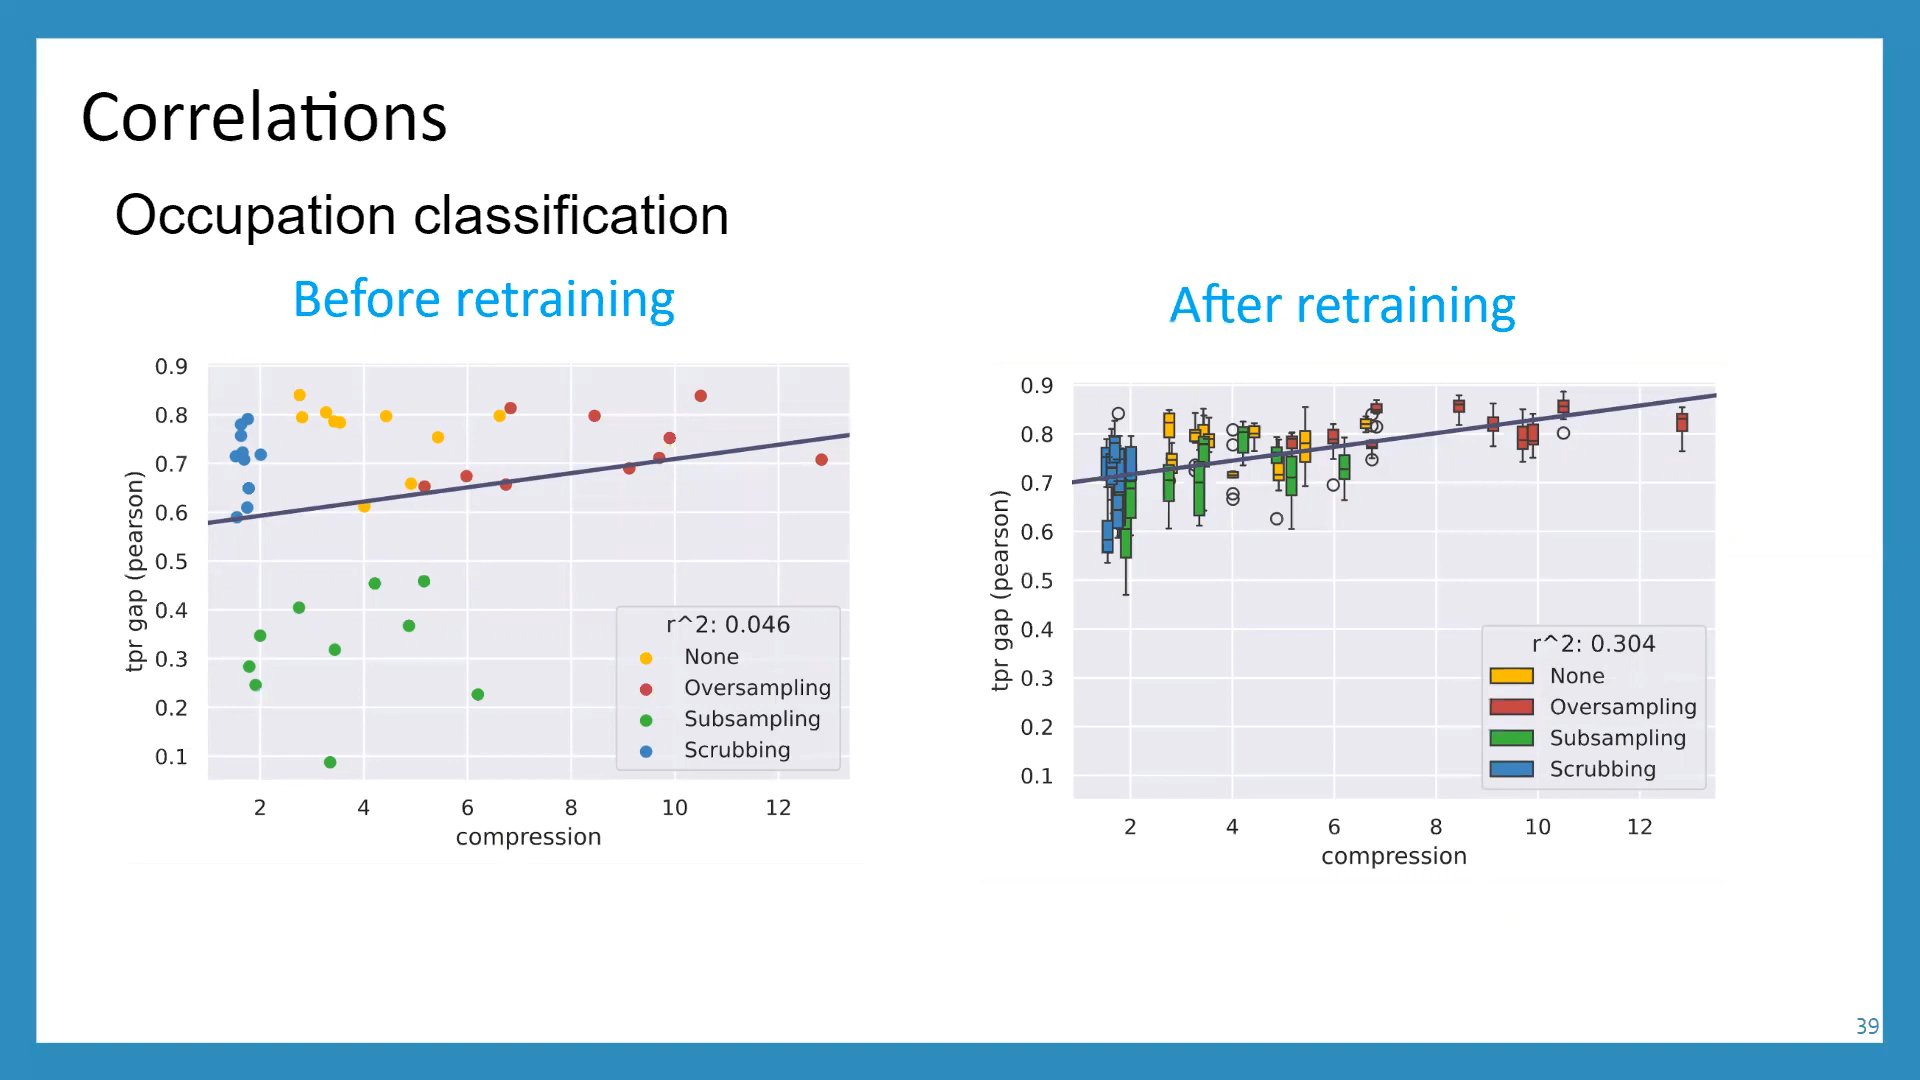 Correlations
Occupation classification
Before retraining
0.9
0.8
0.7
0.6
0.5
0.4
0.3
0.2
0.1
tpr gap (pearson)
r^2: 0.046
None
Oversampling
Subsampling
Scrubbing
2 4 6 8 10 12
compression
After retraining
0.9
0.8
0.7
0.6
0.5
0.4
0.3
0.2
0.1
tpr gap (pearson)
r^2: 0.304
None
Oversampling
Subsampling
Scrubbing
2 4 6 8 10 12
compression
39